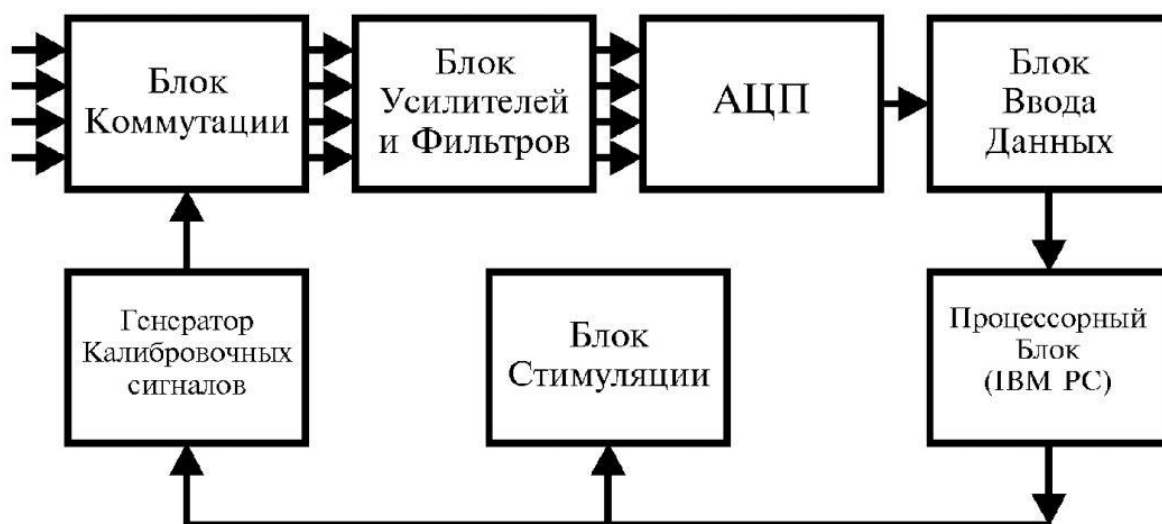 Блок
Коммутации
Блок
Усилителей
и Фильтров
АЦП
Блок
Ввода
Данных
Генератор
Калибровочных
сигналов
Блок
Стимуляции
Процессорный
Блок
(IBM PC)